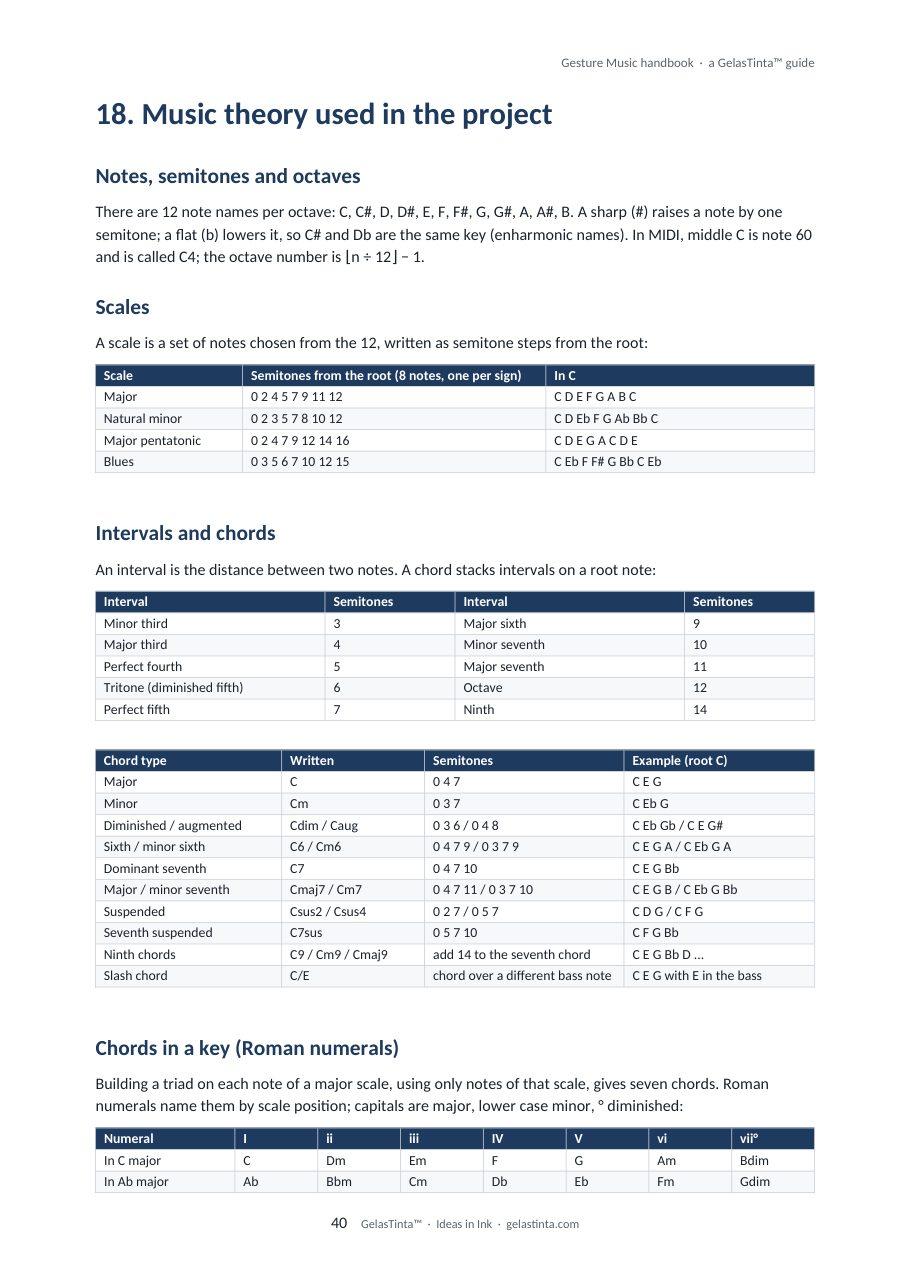 Gesture Music handbook · a GelasTinta™ guide
18. Music theory used in the project
Notes, semitones and octaves
There are 12 note names per octave: C, C#, D, D#, E, F, F#, G, G#, A, A#, B. A sharp (#) raises a note by one
semitone; a flat (b) lowers it, so C# and Db are the same key (enharmonic names). In MIDI, middle C is note 60
and is called C4; the octave number is ⌊n ÷ 12⌋ − 1.
Scales
A scale is a set of notes chosen from the 12, written as semitone steps from the root:
Scale Semitones from the root (8 notes, one per sign) In C
Major 0 2 4 5 7 9 11 12 C D E F G A B C
Natural minor 0 2 3 5 7 8 10 12 C D Eb F G Ab Bb C
Major pentatonic 0 2 4 7 9 12 14 16 C D E G A C D E
Blues 0 3 5 6 7 10 12 15 C Eb F F# G Bb C Eb
Intervals and chords
An interval is the distance between two notes. A chord stacks intervals on a root note:
Interval Semitones Interval Semitones
Minor third 3 Major sixth 9
Major third 4 Minor seventh 10
Perfect fourth 5 Major seventh 11
Tritone (diminished fifth) 6 Octave 12
Perfect fifth 7 Ninth 14
Chord type Written Semitones Example (root C)
Major C 0 4 7 C E G
Minor Cm 0 3 7 C Eb G
Diminished / augmented Cdim / Caug 0 3 6 / 0 4 8 C Eb Gb / C E G#
Sixth / minor sixth C6 / Cm6 0 4 7 9 / 0 3 7 9 C E G A / C Eb G A
Dominant seventh C7 0 4 7 10 C E G Bb
Major / minor seventh Cmaj7 / Cm7 0 4 7 11 / 0 3 7 10 C E G B / C Eb G Bb
Suspended Csus2 / Csus4 0 2 7 / 0 5 7 C D G / C F G
Seventh suspended C7sus 0 5 7 10 C F G Bb
Ninth chords C9 / Cm9 / Cmaj9 add 14 to the seventh chord C E G Bb D ...
Slash chord C/E chord over a different bass note C E G with E in the bass
Chords in a key (Roman numerals)
Building a triad on each note of a major scale, using only notes of that scale, gives seven chords. Roman
numerals name them by scale position; capitals are major, lower case minor, ° diminished:
Numeral I ii iii IV V vi vii°
In C major C Dm Em F G Am Bdim
In Ab major Ab Bbm Cm Db Eb Fm Gdim
40 GelasTinta™ · Ideas in Ink · gelastinta.com